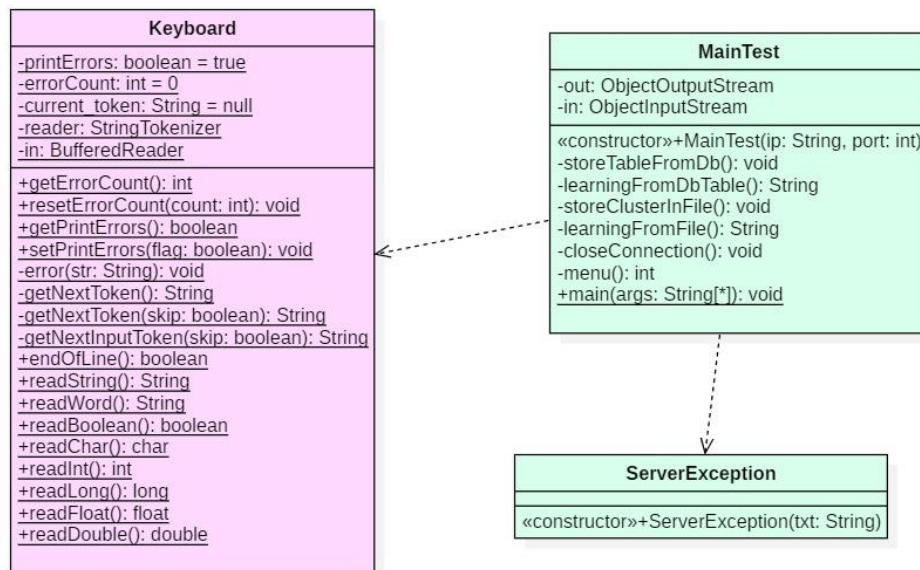 Keyboard
-printErrors: boolean = true
-errorCount: int = 0
-current_token: String = null
-reader: StringTokenizer
-in: BufferedReader
+getErrorCount(): int
+resetErrorCount(count: int): void
+getPrintErrors(): boolean
+setPrintErrors(flag: boolean): void
-error(str: String): void
-getNextToken(): String
-getNextToken(skip: boolean): String
-getNextInputToken(skip: boolean): String
+endOfLine(): boolean
+readString(): String
+readWord(): String
+readBoolean(): boolean
+readChar(): char
+readInt(): int
+readLong(): long
+readFloat(): float
+readDouble(): double
MainTest
-out: ObjectOutputStream
-in: ObjectInputStream
«constructor»+MainTest(ip: String, port: int)
-storeTableFromDb(): void
-learningFromDbTable(): String
-storeClusterInFile(): void
-learningFromFile(): String
-closeConnection(): void
-menu(): int
+main(args: String[*]): void
ServerException
«constructor»+ServerException(txt: String)